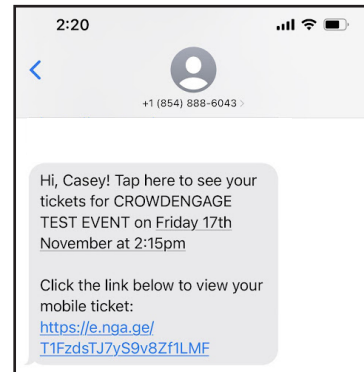 2:20
+1 (854) 888-6043 >
Hi, Casey! Tap here to see your
tickets for CROWDENGAGE
TEST EVENT on Friday 17th
November at 2:15pm
Click the link below to view your
mobile ticket:
https://e.nga.ge/
T1FzdsTJ7yS9v8Zf1LMF